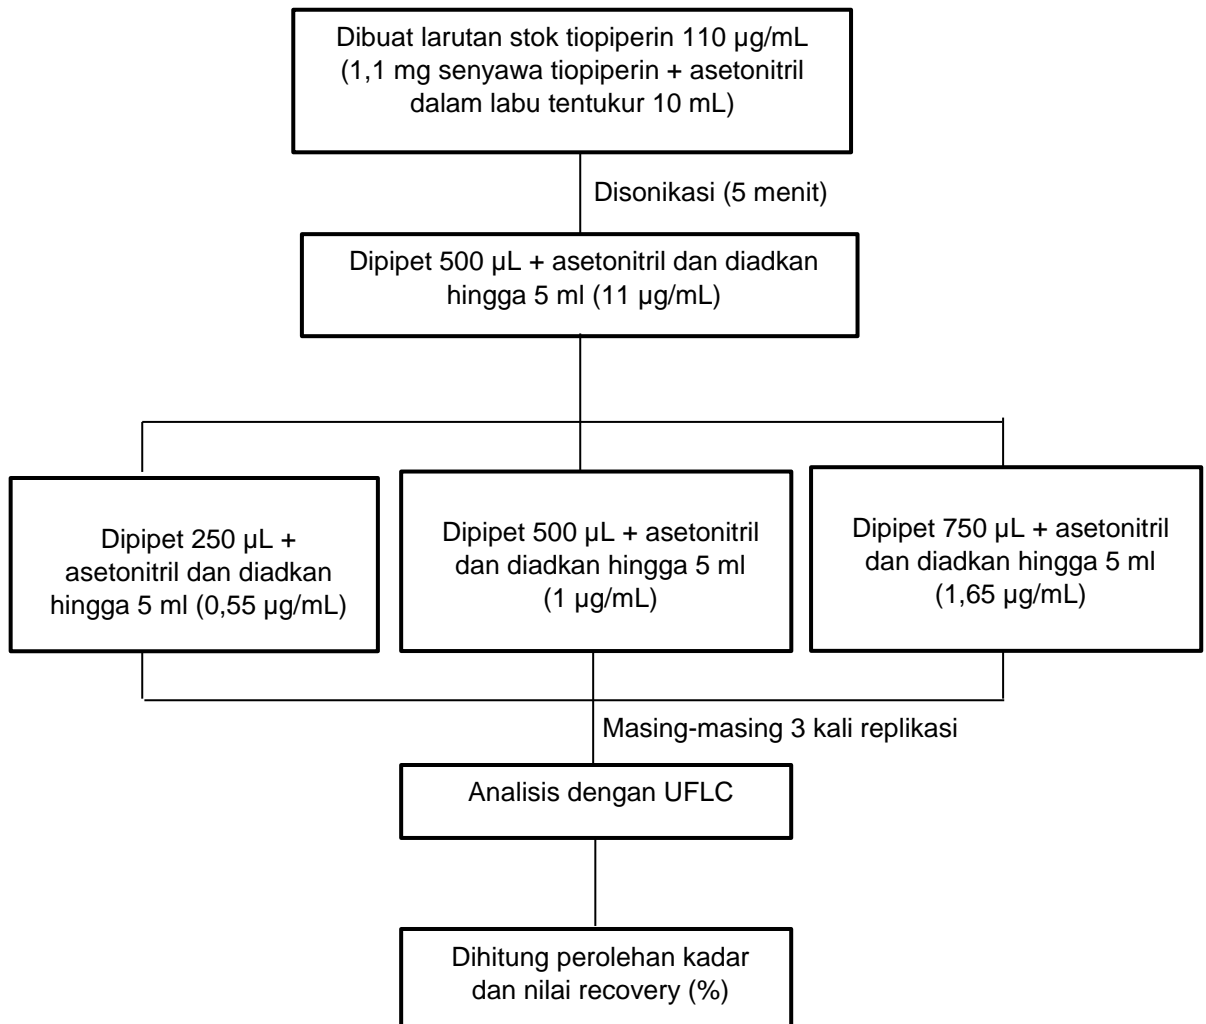 Dibuat larutan stok tiopiperin 110 µg/mL
(1,1 mg senyawa tiopiperin + asetonitril
dalam labu tentukur 10 mL)
Disonikasi (5 menit)
Dipipet 500 µL + asetonitril dan diadkan
hingga 5 ml (11 µg/mL)
Dipipet 250 µL +
asetonitril dan diadkan
hingga 5 ml (0,55 µg/mL)
Dipipet 500 µL + asetonitril
dan diadkan hingga 5 ml
(1 µg/mL)
Dipipet 750 µL + asetonitril
dan diadkan hingga 5 ml
(1,65 µg/mL)
Masing-masing 3 kali replikasi
Analisis dengan UFLC
Dihitung perolehan kadar
dan nilai recovery (%)